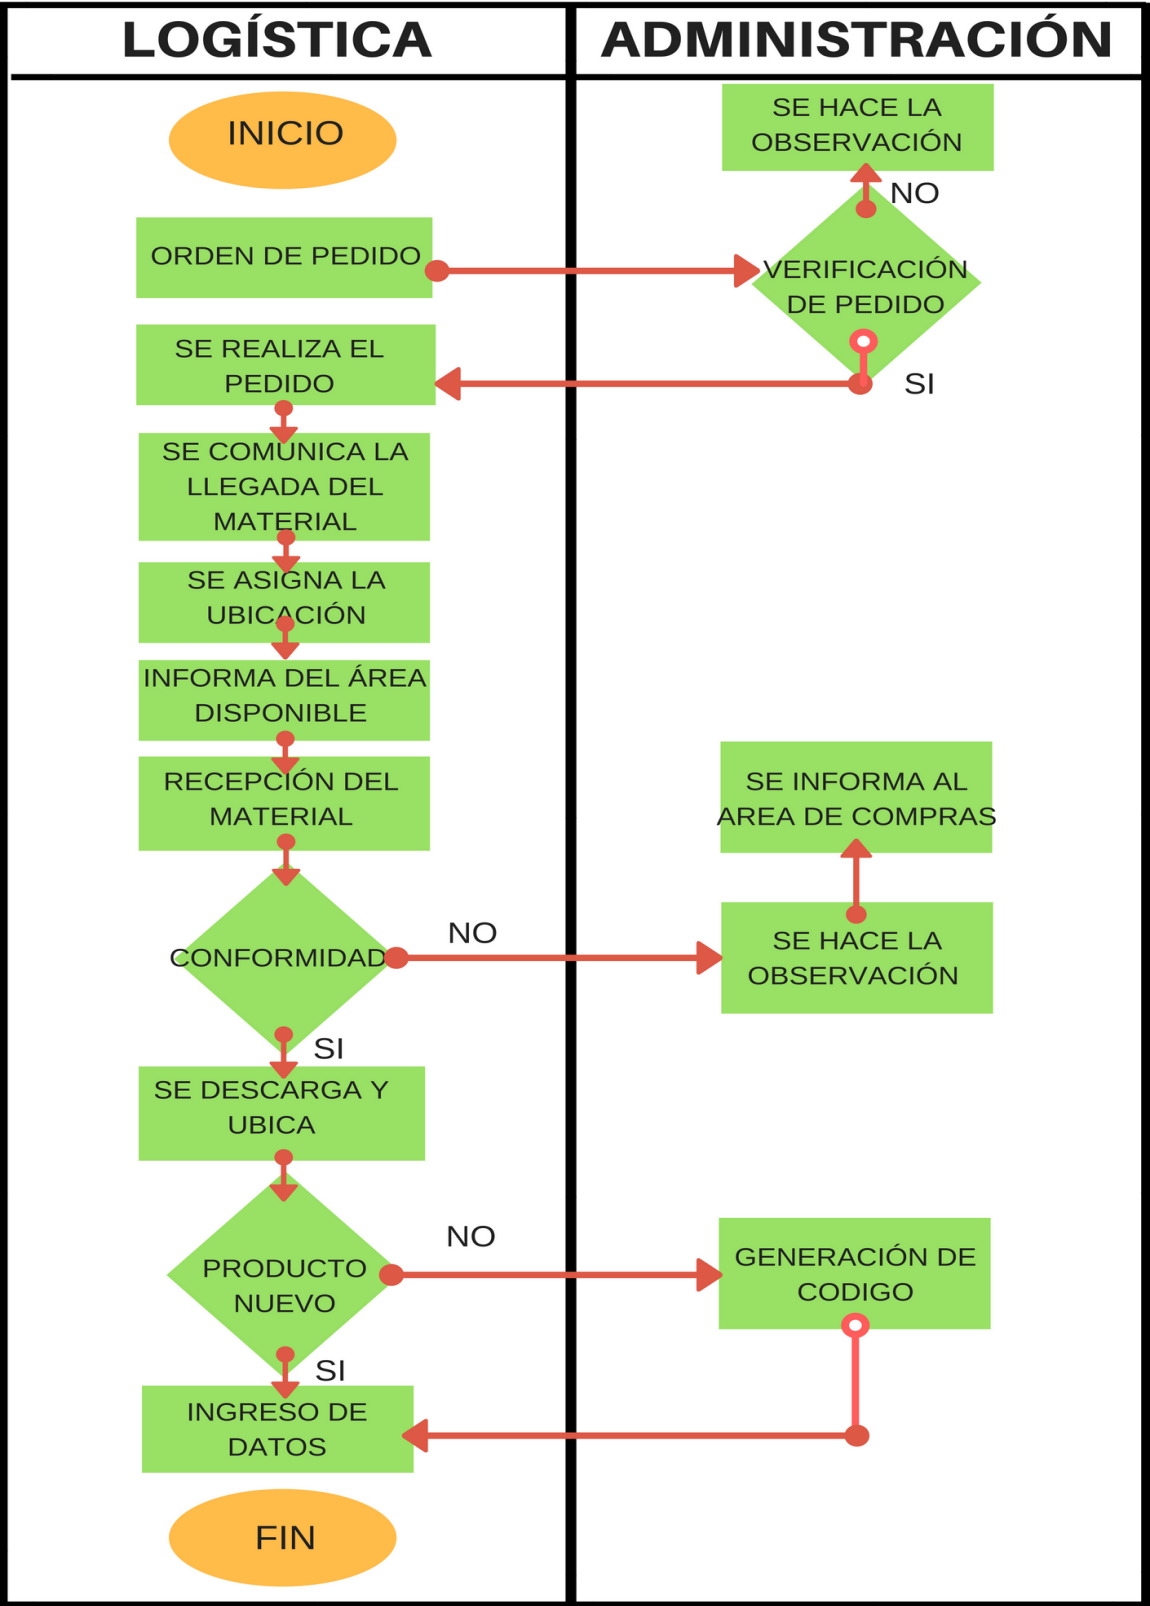 LOGÍSTICA
ADMINISTRACIÓN
INICIO
SE HACE LA
OBSERVACIÓN
NO
ORDEN DE PEDIDO
VERIFICACIÓN
DE PEDIDO
SI
SE REALIZA EL
PEDIDO
SE COMUNICA LA
LLEGADA DEL
MATERIAL
SE ASIGNA LA
UBICACIÓN
INFORMA DEL ÁREA
DISPONIBLE
RECEPCIÓN DEL
MATERIAL
SE INFORMA AL
AREA DE COMPRAS
CONFORMIDAD
NO
SE HACE LA
OBSERVACIÓN
SI
SE DESCARGA Y
UBICA
PRODUCTO
NUEVO
NO
GENERACIÓN DE
CODIGO
SI
INGRESO DE
DATOS
FIN